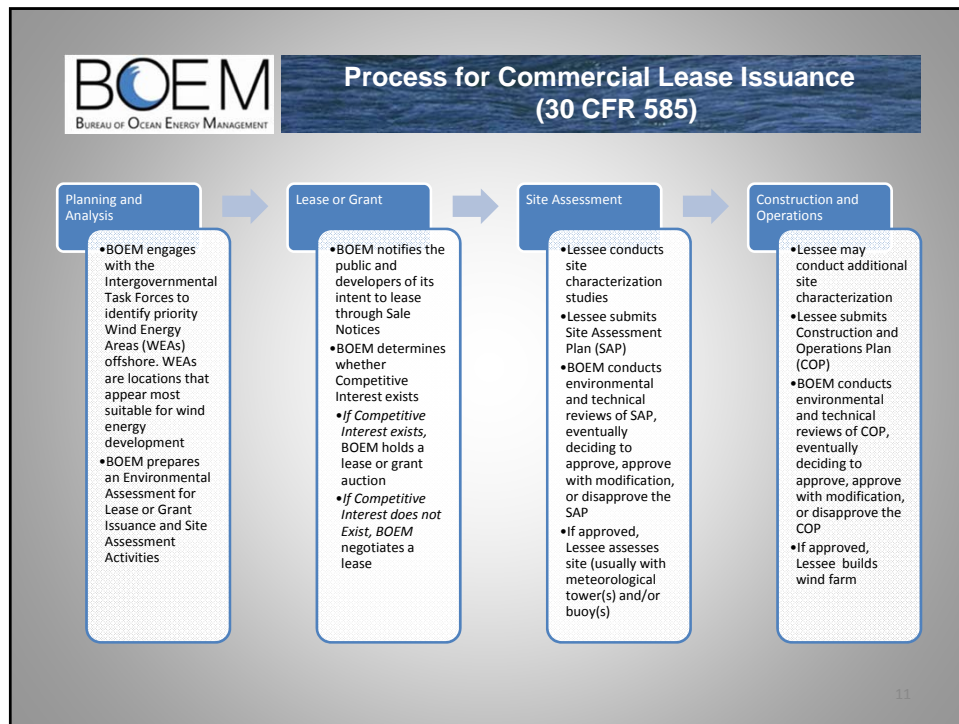 BOEM
BUREAU OF OCEAN ENERGY MANAGEMENT
Process for Commercial Lease Issuance
(30 CFR 585)
Planning and
Analysis
•BOEM engages
with the
Intergovernmental
Task Forces to
identify priority
Wind Energy
Areas (WEAs)
offshore. WEAs
are locations that
appear most
suitable for wind
energy
development
•BOEM prepares
an Environmental
Assessment for
Lease or Grant
Issuance and Site
Assessment
Activities
Lease or Grant
•BOEM notifies the
public and
developers of its
intent to lease
through Sale
Notices
•BOEM determines
whether
Competitive
Interest exists
•If Competitive
Interest exists,
BOEM holds a
lease or grant
auction
•If Competitive
Interest does not
Exist, BOEM
negotiates a
lease
Site Assessment
•Lessee conducts
site
characterization
studies
•Lessee submits
Site Assessment
Plan (SAP)
•BOEM conducts
environmental
and technical
reviews of SAP,
eventually
deciding to
approve, approve
with modification,
or disapprove the
SAP
•If approved,
Lessee assesses
site (usually with
meteorological
tower(s) and/or
buoy(s)
Construction and
Operations
•Lessee may
conduct additional
site
characterization
•Lessee submits
Construction and
Operations Plan
(COP)
•BOEM conducts
environmental
and technical
reviews of COP,
eventually
deciding to
approve, approve
with modification,
or disapprove the
COP
•If approved,
Lessee builds
wind farm
11